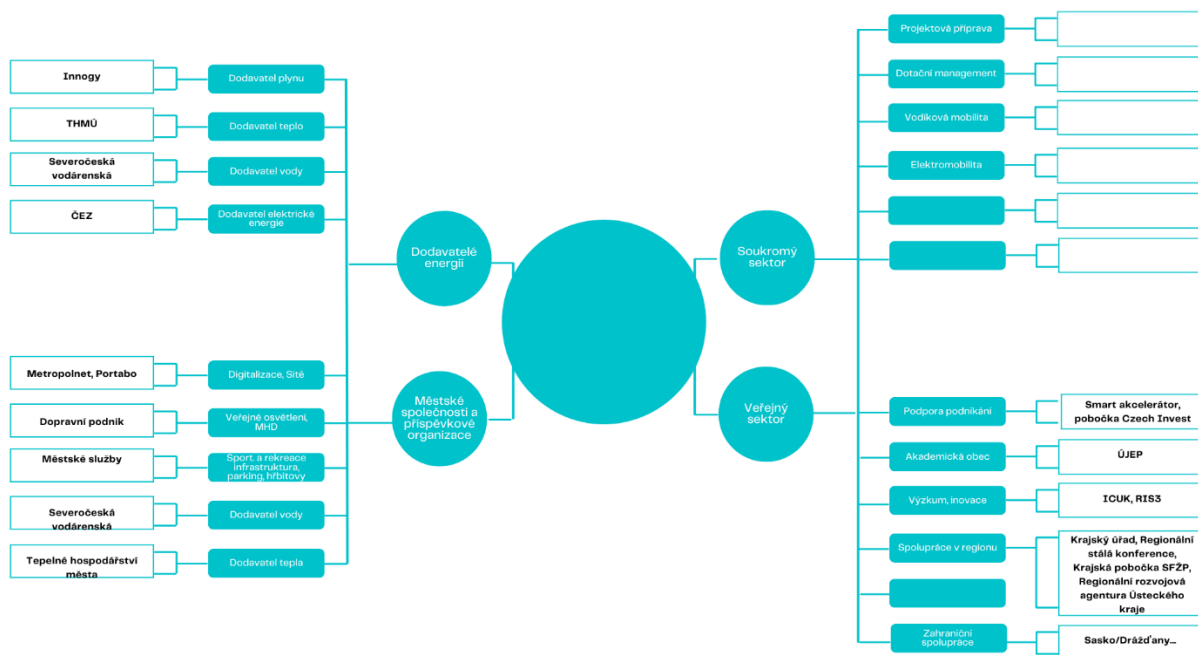 Innogy
Dodavatel plynu
THMÚ
Dodavatel teplo
Severočeská
vodárenská
Dodavatel vody
ČEZ
Dodavatel elektrické
energie
Dodavatelé
energií
Metropolnet, Portabo
Digitalizace, Sítě
Dopravní podnik
Veřejné osvětlení,
MHD
Městské služby
Sport. a rekreace
infrastruktura,
parking, hřbitovy
Severočeská
vodárenská
Dodavatel vody
Tepelné hospodářství
města
Dodavatel tepla
Městské
společnosti a
příspěvkové
organizace
Soukromý
sektor
Projektová příprava
Dotační management
Vodíková mobilita
Elektromobilita
Veřejný
sektor
Podpora podníkání
Smart akcelerátor,
pobočka Czech Invest
Akademická obec
ÚJEP
Výzkum, inovace
ICUK, RIS3
Spolupráce v regionu
Krajský úřad, Regionální
stálá konference,
Krajská pobočka SFŽP,
Regionální rozvojová
agentura Ústeckého
kraje
Zahraniční
spolupráce
Sasko/Drážďany...